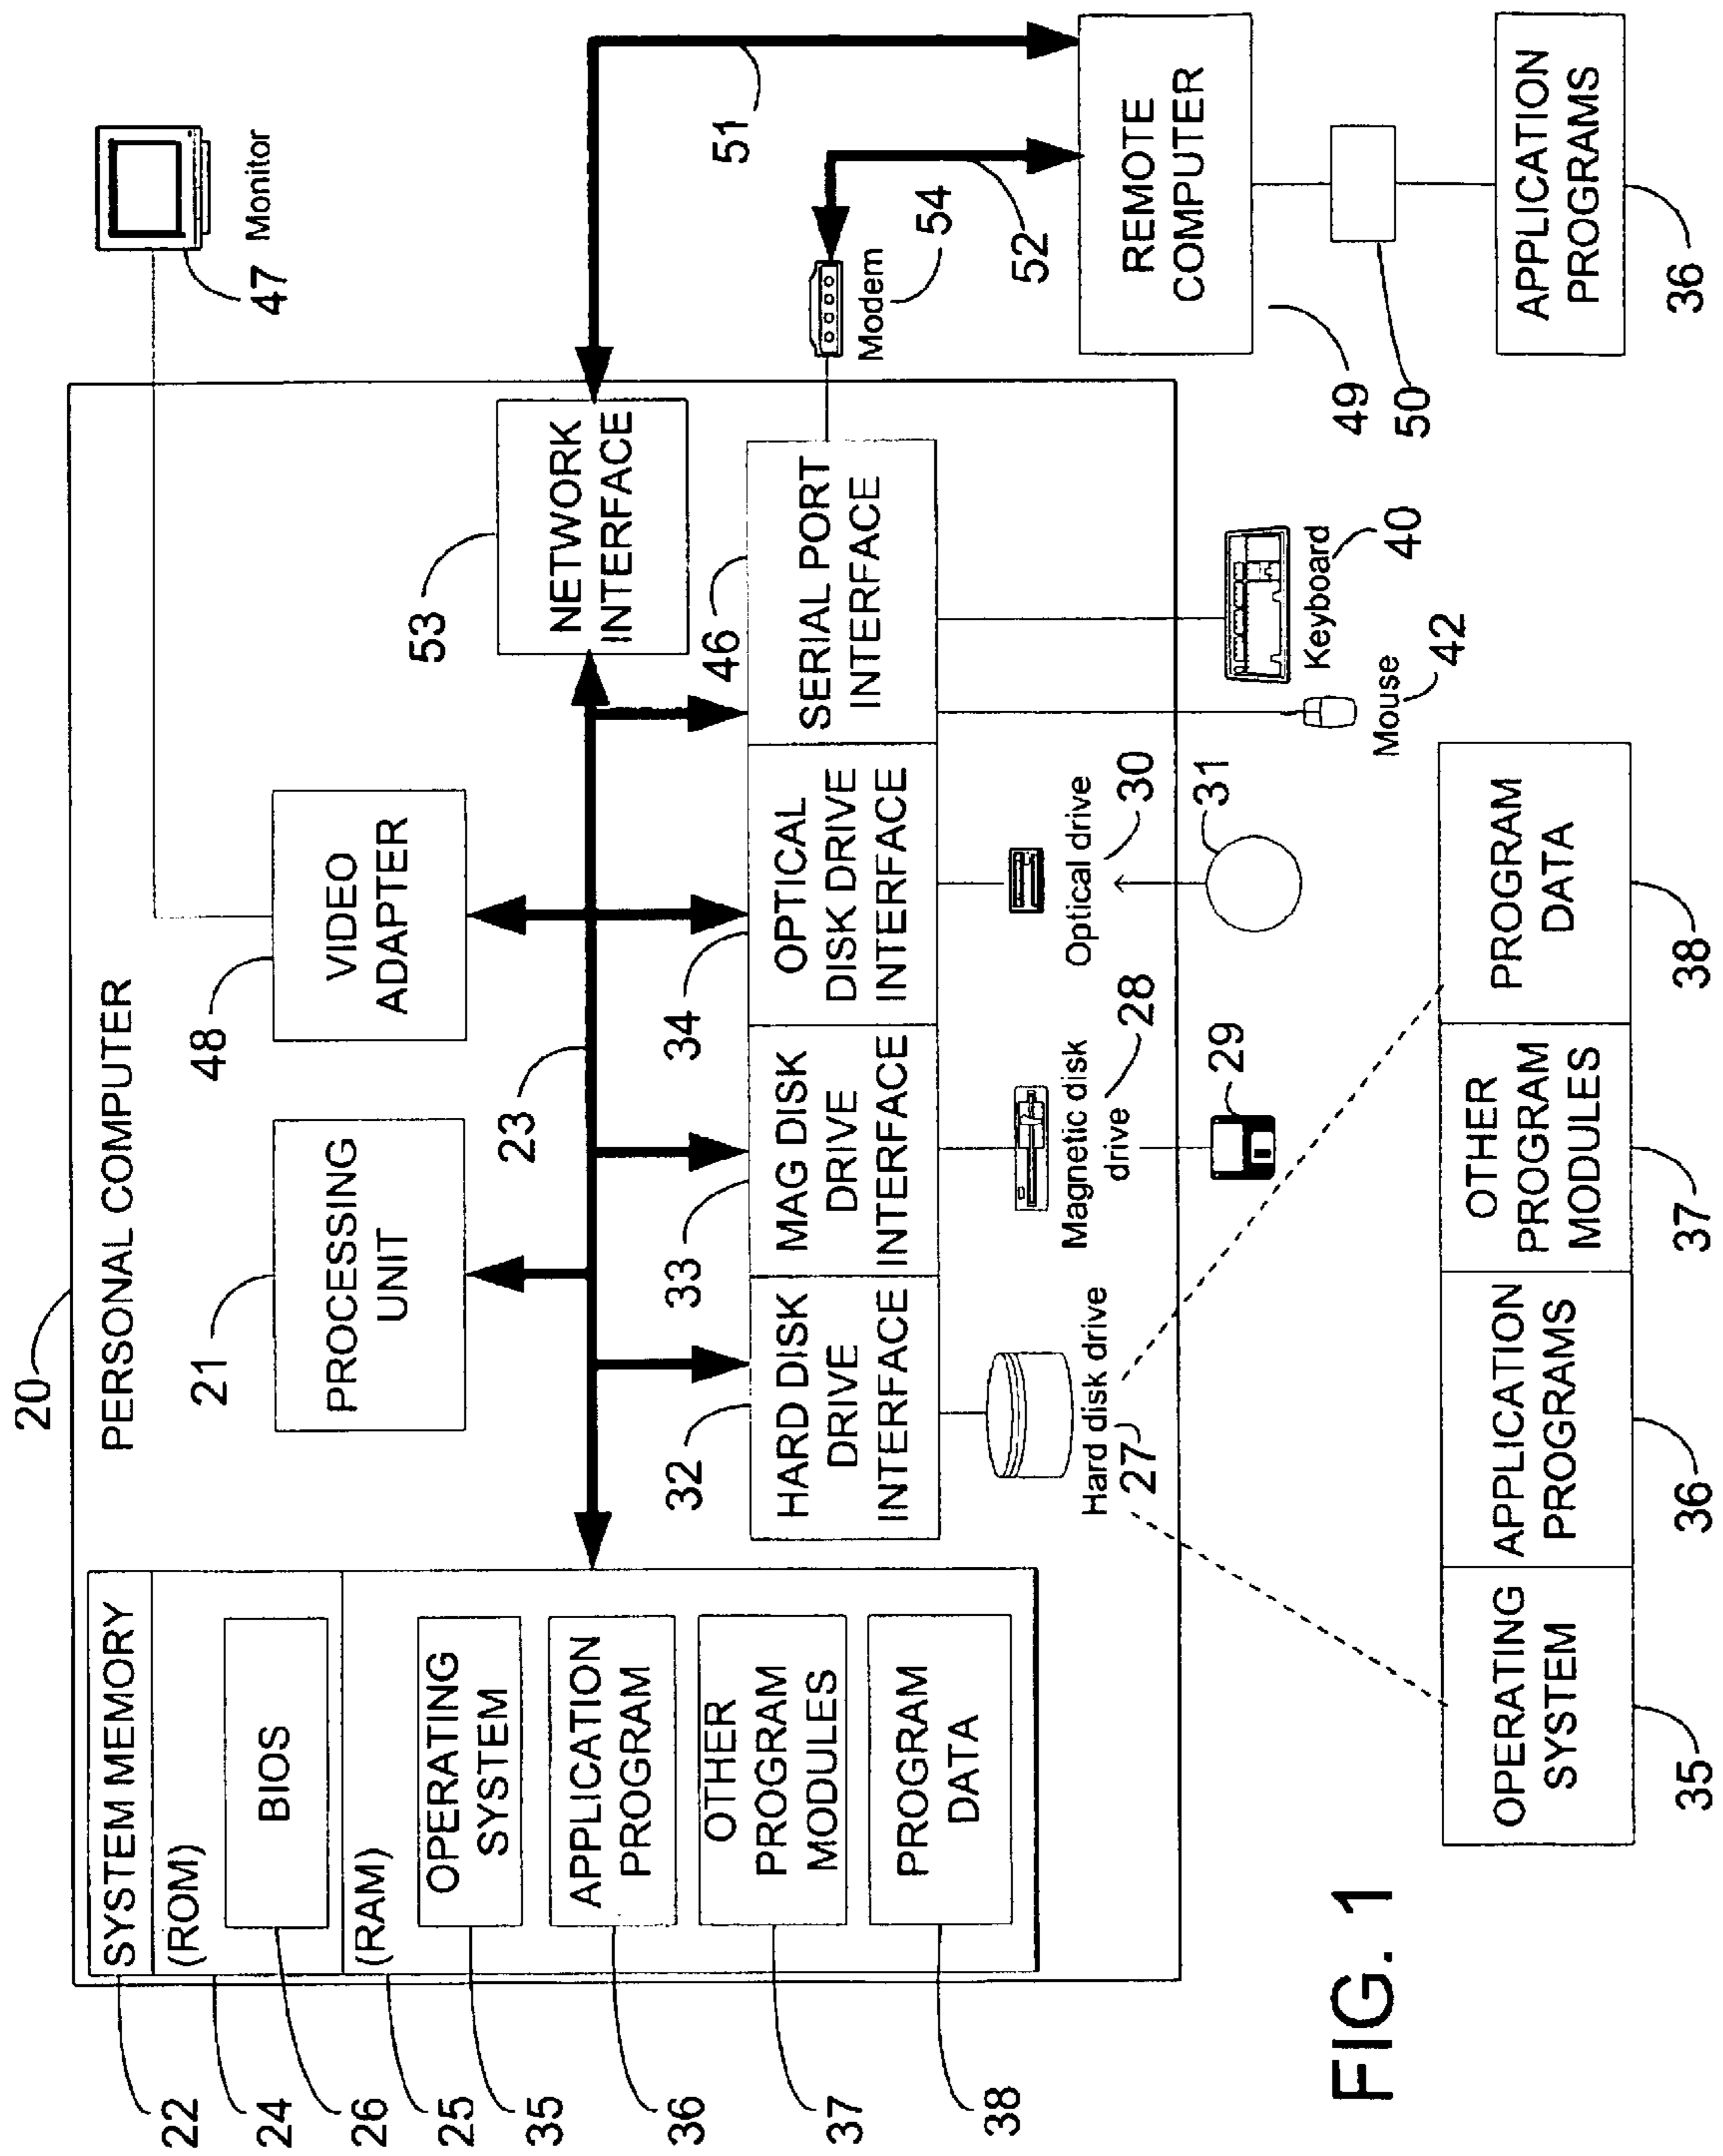 20
PERSONAL COMPUTER
22
SYSTEM MEMORY
24
(ROM)
26
BIOS
25
(RAM)
35
OPERATING
SYSTEM
36
APPLICATION
PROGRAM
37
OTHER
PROGRAM
MODULES
38
PROGRAM
DATA
21
PROCESSING
UNIT
48
VIDEO
ADAPTER
47
Monitor
23
53
NETWORK
INTERFACE
51
32
HARD DISK
DRIVE
INTERFACE
33
MAG DISK
DRIVE
INTERFACE
34
OPTICAL
DISK DRIVE
INTERFACE
46
SERIAL PORT
INTERFACE
Modem
54
52
Hard disk drive
27
Magnetic disk
drive
28
29
Optical drive
30
31
Mouse
42
Keyboard
40
REMOTE
COMPUTER
49
50
APPLICATION
PROGRAMS
36
OPERATING
SYSTEM
35
APPLICATION
PROGRAMS
36
OTHER
PROGRAM
MODULES
37
PROGRAM
DATA
38
FIG. 1